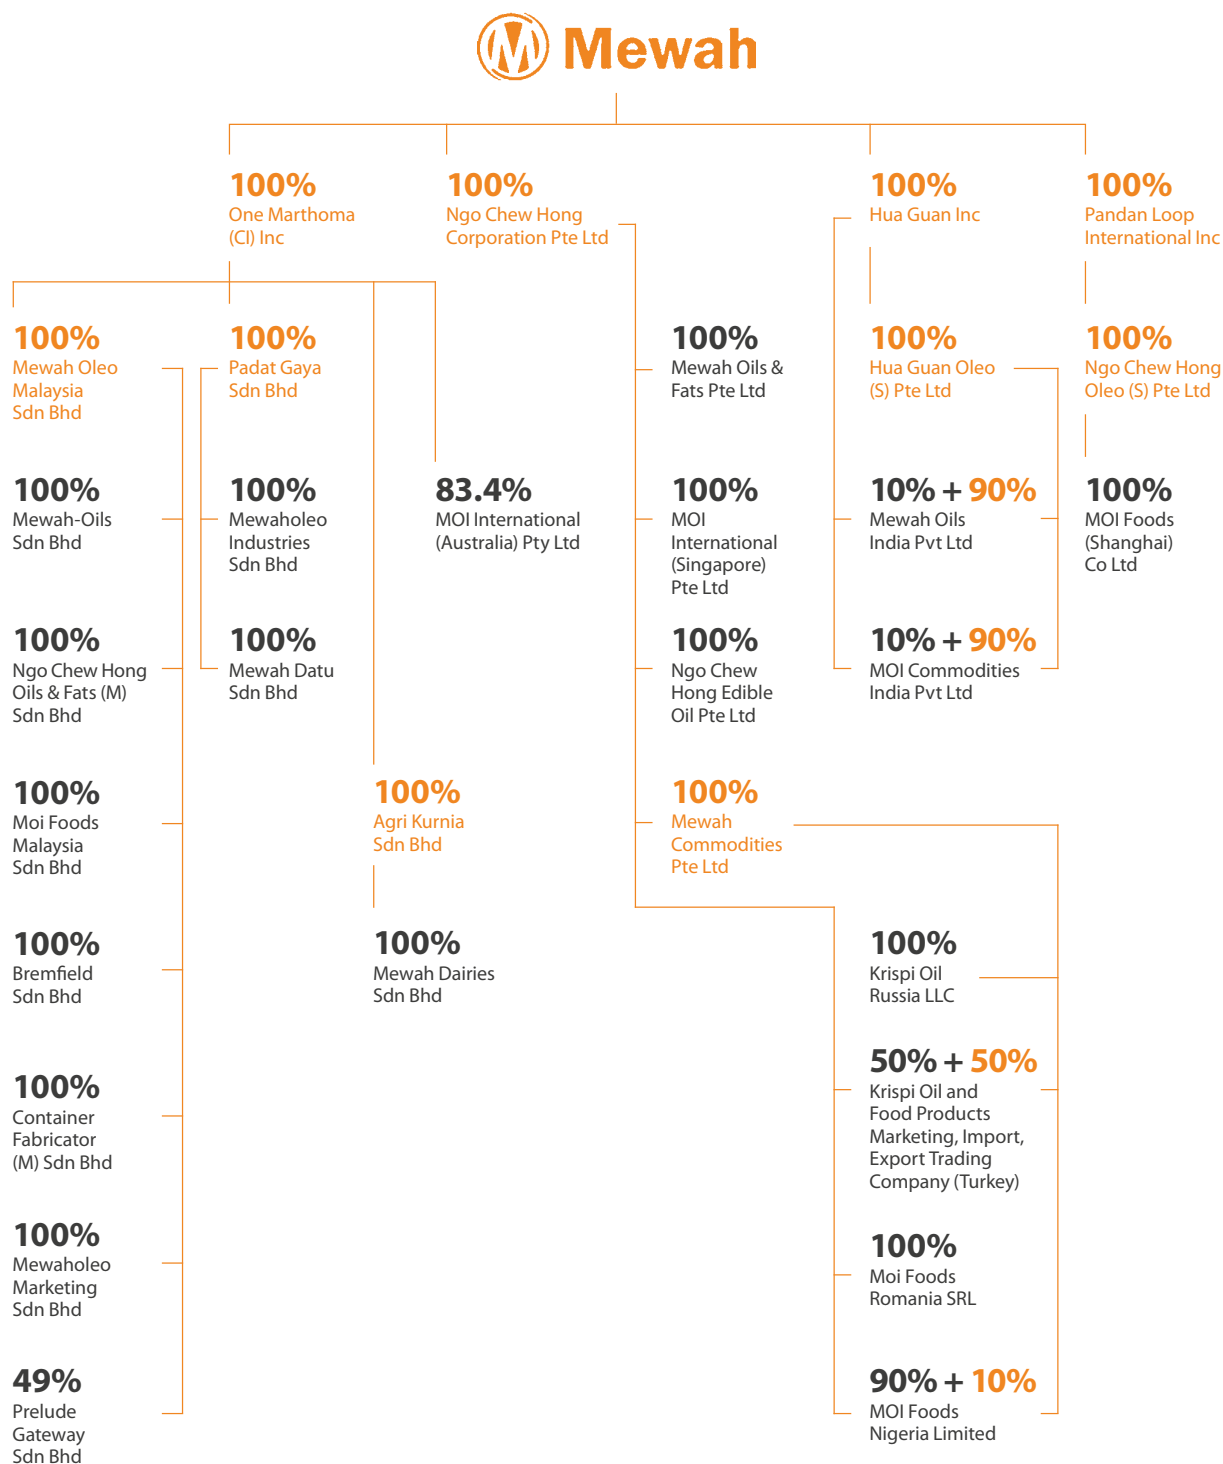 Mewah
100%
One Marthoma
(CI) Inc
100%
Ngo Chew Hong
Corporation Pte Ltd
100%
Hua Guan Inc
100%
Pandan Loop
International Inc
100%
Mewah Oleo
Malaysia
Sdn Bhd
100%
Padat Gaya
Sdn Bhd
100%
Mewah Oils &
Fats Pte Ltd
100%
Hua Guan Oleo
(S) Pte Ltd
100%
Ngo Chew Hong
Oleo (S) Pte Ltd
100%
Mewah-Oils
Sdn Bhd
100%
Mewaholeo
Industries
Sdn Bhd
83.4%
MOI International
(Australia) Pty Ltd
100%
MOI
International
(Singapore)
Pte Ltd
10% + 90%
Mewah Oils
India Pvt Ltd
100%
MOI Foods
(Shanghai)
Co Ltd
100%
Ngo Chew Hong
Oils & Fats (M)
Sdn Bhd
100%
Mewah Datu
Sdn Bhd
100%
Ngo Chew
Hong Edible
Oil Pte Ltd
10% + 90%
MOI Commodities
India Pvt Ltd
100%
Moi Foods
Malaysia
Sdn Bhd
100%
Agri Kurnia
Sdn Bhd
100%
Mewah
Commodities
Pte Ltd
100%
Bremfield
Sdn Bhd
100%
Mewah Dairies
Sdn Bhd
100%
Krispi Oil
Russia LLC
100%
Container
Fabricator
(M) Sdn Bhd
50% + 50%
Krispi Oil and
Food Products
Marketing, Import,
Export Trading
Company (Turkey)
100%
Mewaholeo
Marketing
Sdn Bhd
100%
Moi Foods
Romania SRL
49%
Prelude
Gateway
Sdn Bhd
90% + 10%
MOI Foods
Nigeria Limited